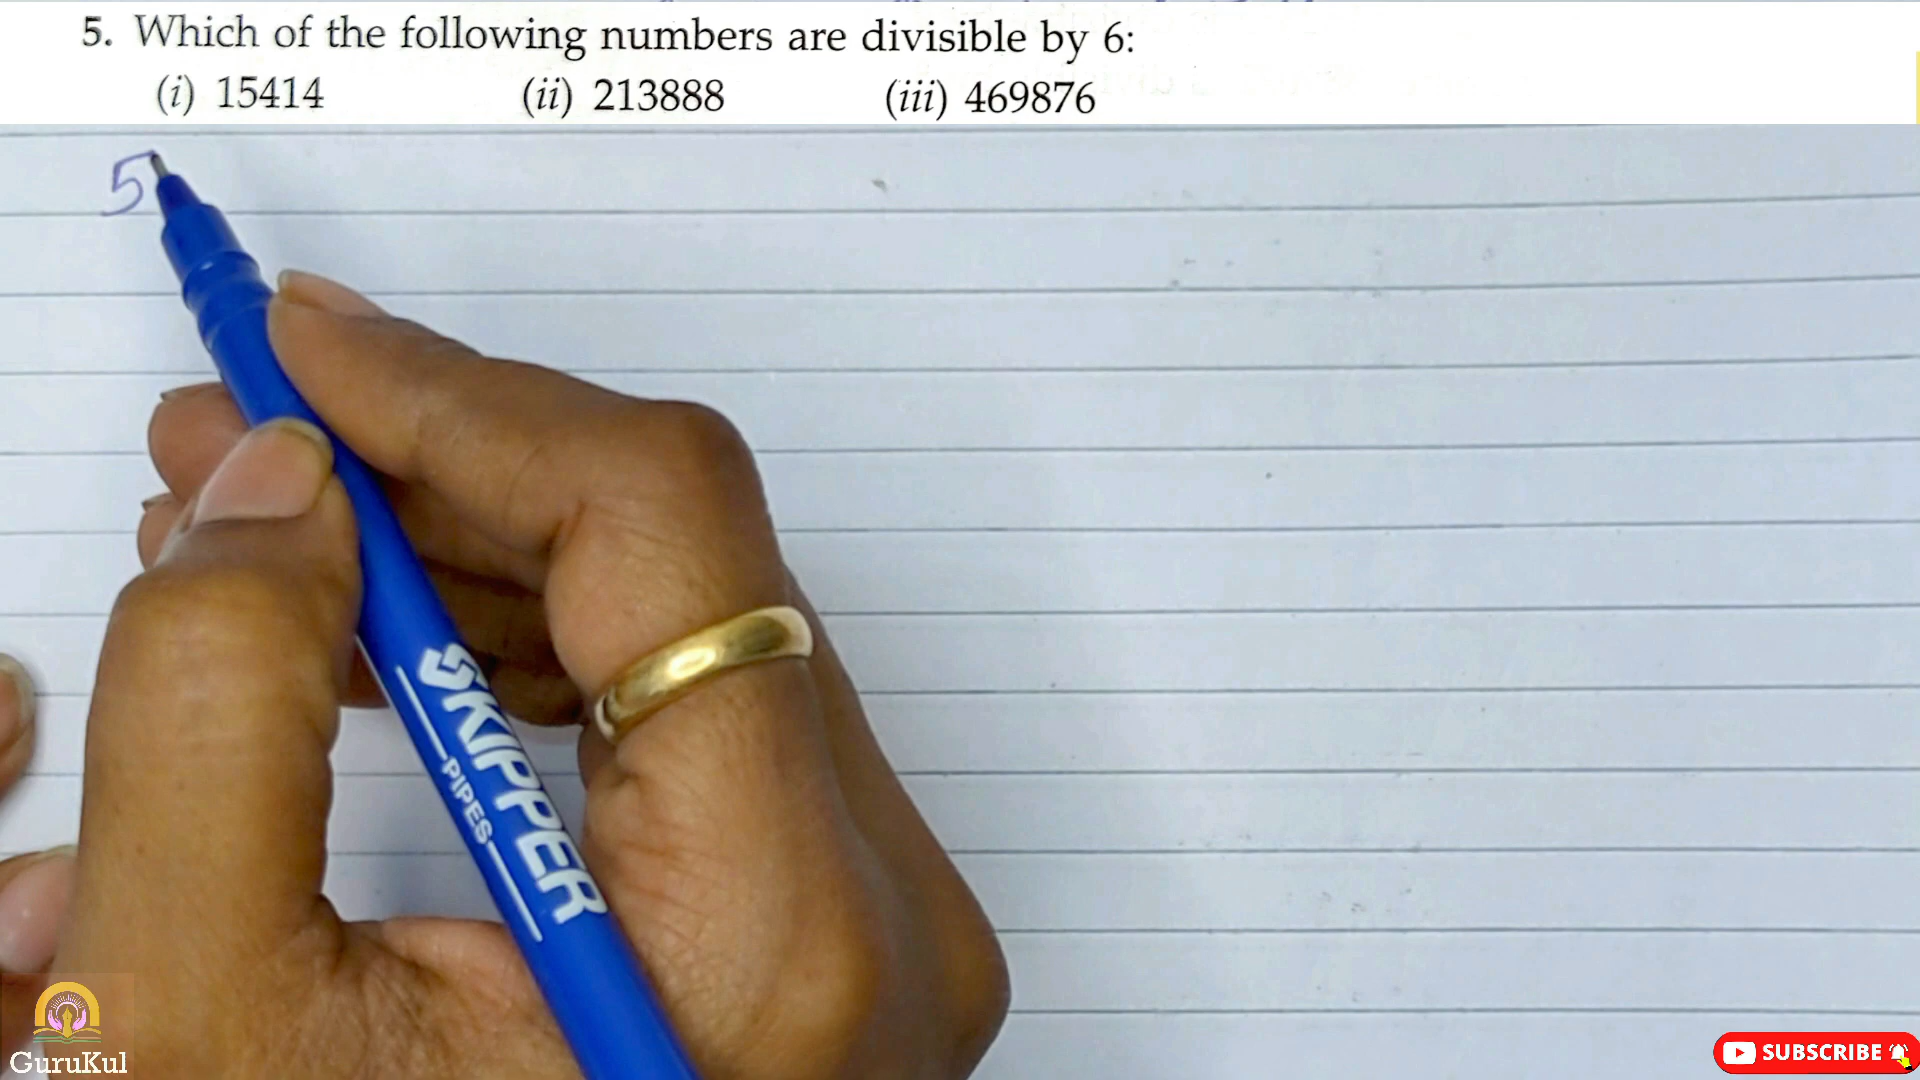 5. Which of the following numbers are divisible by 6:
(i) 15414 (ii) 213888 (iii) 469876
5
SKIPPER
PIPES
GuruKul
SUBSCRIBE